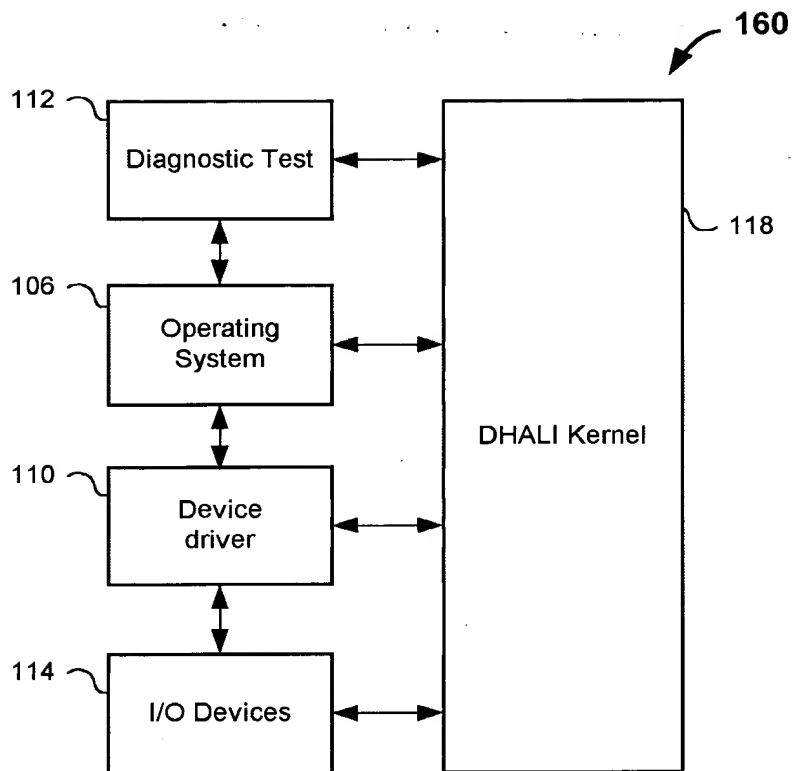 160
112
Diagnostic Test
118
106
Operating
System
DHALI Kernel
110
Device
driver
114
I/O Devices